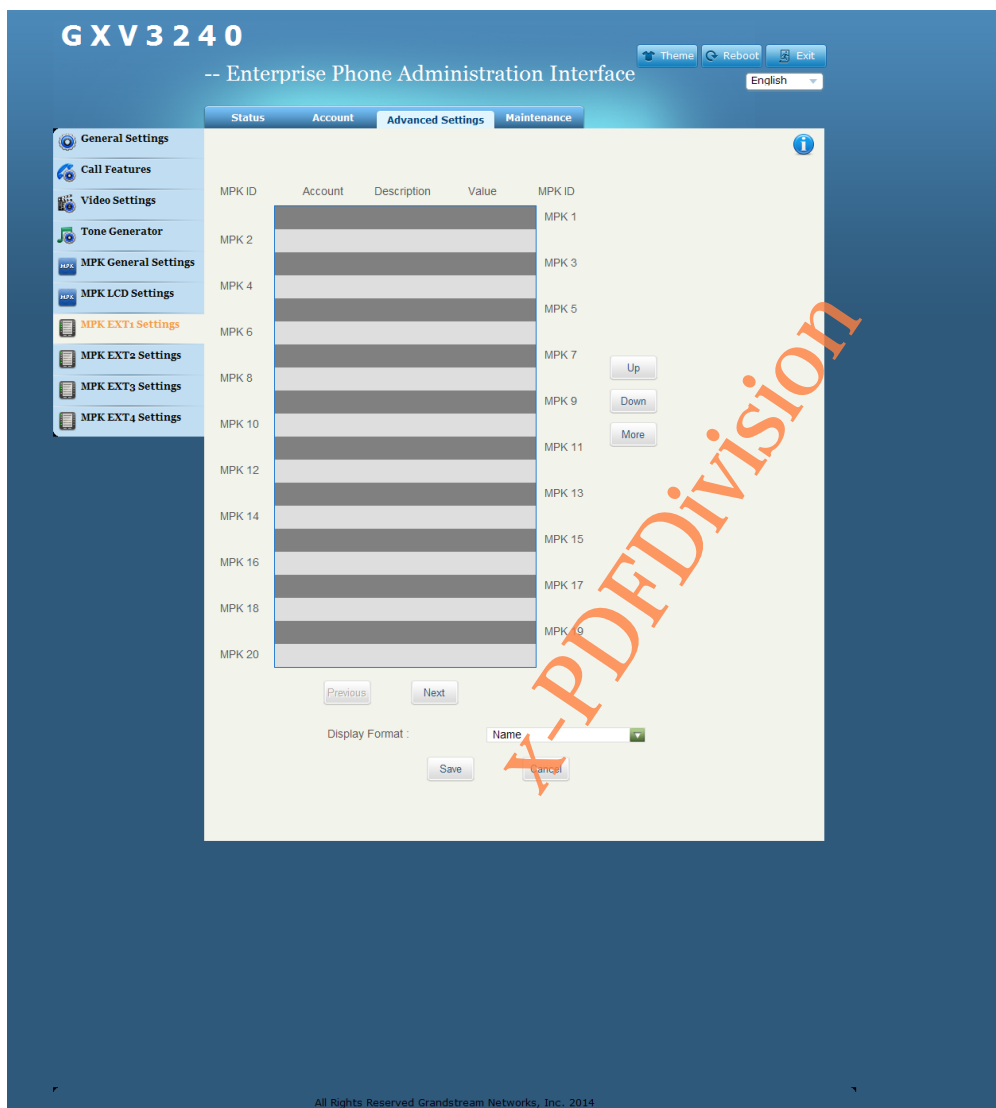 GXV3240
-- Enterprise Phone Administration Interface
Theme Reboot Exit
English
Status Account Advanced Settings Maintenance
General Settings
Call Features
Video Settings
Tone Generator
MPK General Settings
MPK LCD Settings
MPK EXT1 Settings
MPK EXT2 Settings
MPK EXT3 Settings
MPK EXT4 Settings
MPK ID Account Description Value MPK ID
MPK 1
MPK 2
MPK 3
MPK 4
MPK 5
MPK 6
MPK 7
MPK 8
MPK 9
MPK 10
MPK 11
MPK 12
MPK 13
MPK 14
MPK 15
MPK 16
MPK 17
MPK 18
MPK 19
MPK 20
Up
Down
More
Previous Next
Display Format : Name
Save Cancel
x-PDFDivision
All Rights Reserved Grandstream Networks, Inc. 2014